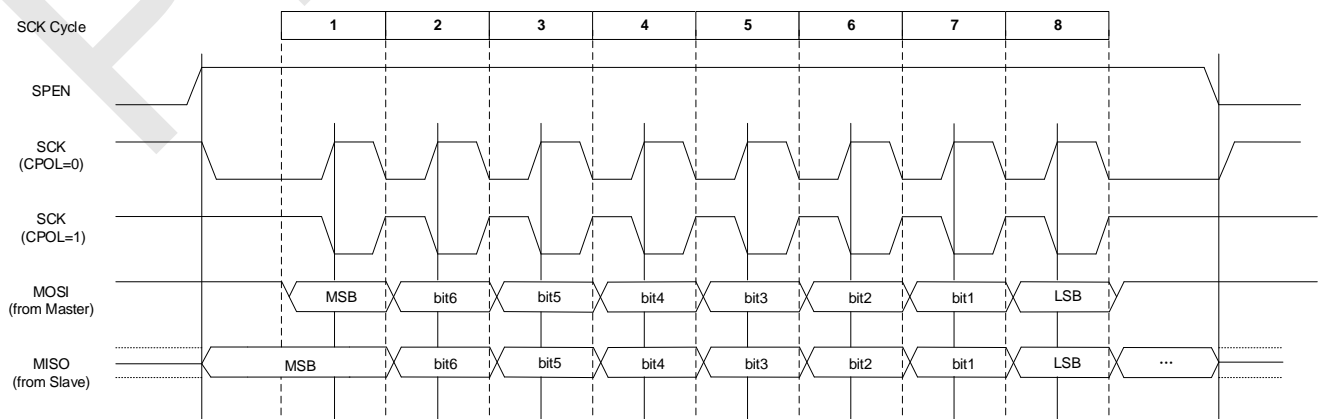 SCK Cycle 1 2 3 4 5 6 7 8
SPEN
SCK
(CPOL=0)
SCK
(CPOL=1)
MOSI
(from Master)
MSB bit6 bit5 bit4 bit3 bit2 bit1 LSB
MISO
(from Slave)
MSB bit6 bit5 bit4 bit3 bit2 bit1 LSB ...